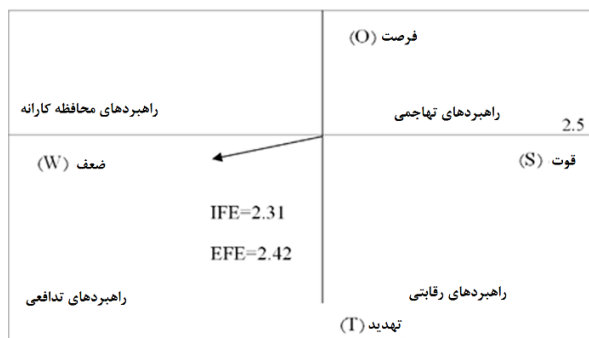 فرصت (O)
راهبردهای محافظه کارانه
راهبردهای تهاجمی
2.5
ضعف (W)
قوت (S)
IFE=2.31
EFE=2.42
راهبردهای تدافعی
راهبردهای رقابتی
تهدید (T)